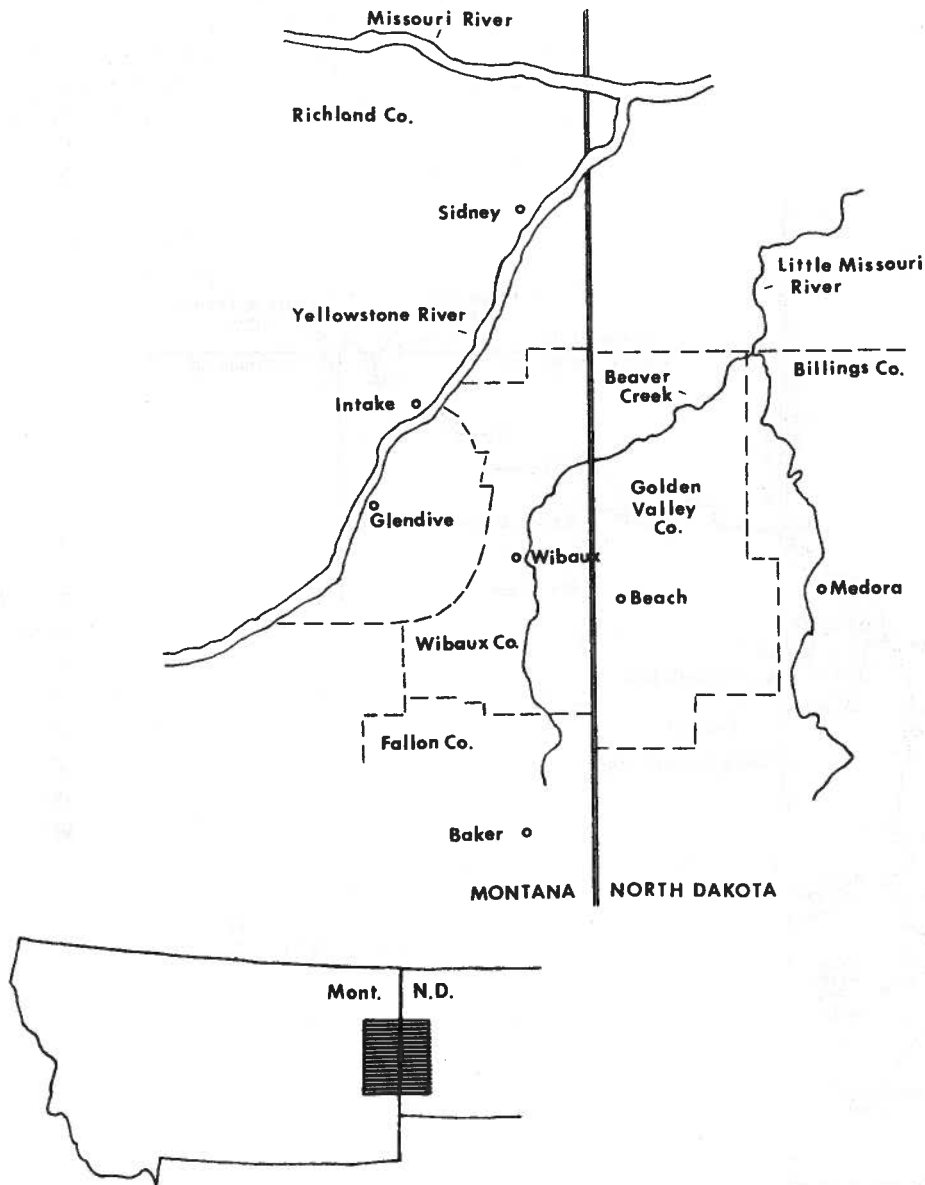 Missouri River
Richland Co.
Sidney
Little Missouri
River
Yellowstone River
Beaver
Creek
Billings Co.
Intake
Golden
Valley
Co.
Glendive
Wibaux
Beach
Medora
Wibaux Co.
Fallon Co.
Baker
MONTANA
NORTH DAKOTA
Mont.
N.D.